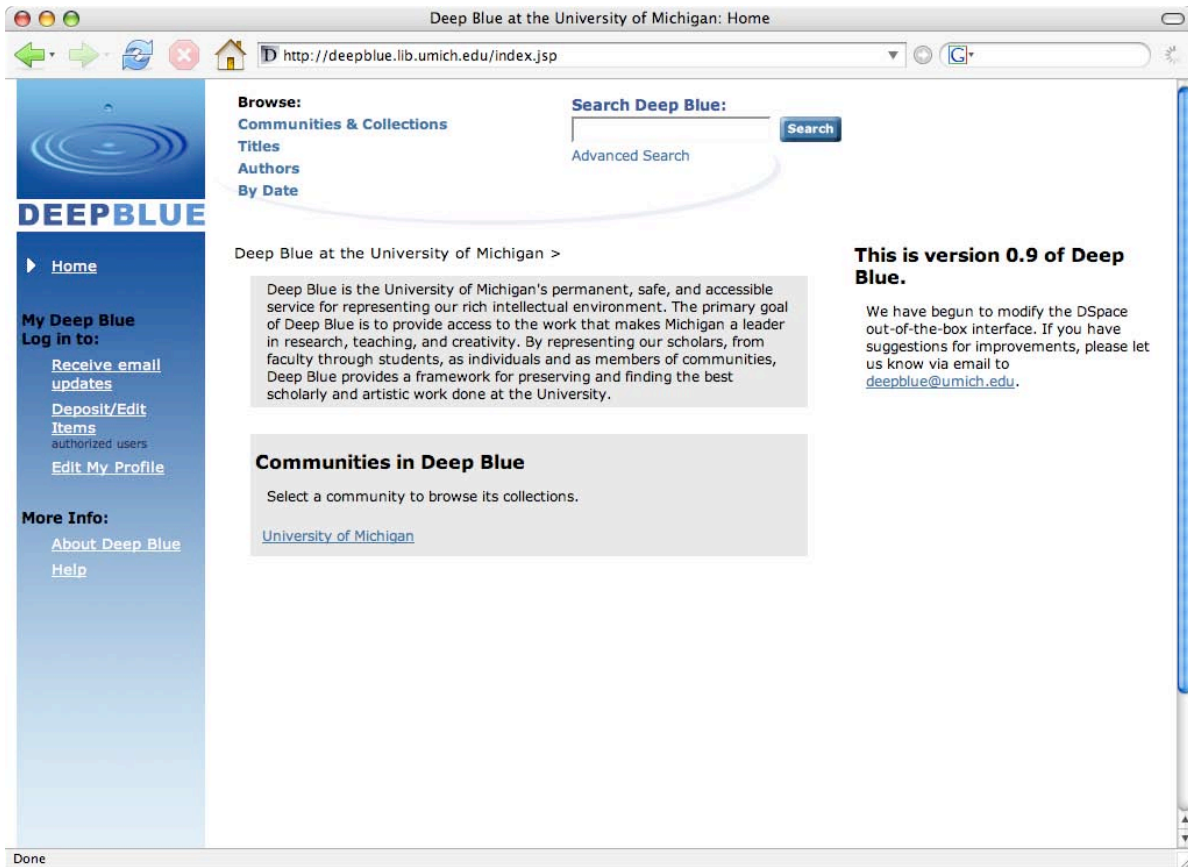 Deep Blue at the University of Michigan: Home
D http://deepblue.lib.umich.edu/index.jsp
G
DEEPBLUE
Home
My Deep Blue
Log in to:
Receive email
updates
Deposit/Edit
Items
authorized users
Edit My Profile
More Info:
About Deep Blue
Help
Browse:
Communities & Collections
Titles
Authors
By Date
Search Deep Blue:
Search
Advanced Search
Deep Blue at the University of Michigan >
Deep Blue is the University of Michigan's permanent, safe, and accessible
service for representing our rich intellectual environment. The primary goal
of Deep Blue is to provide access to the work that makes Michigan a leader
in research, teaching, and creativity. By representing our scholars, from
faculty through students, as individuals and as members of communities,
Deep Blue provides a framework for preserving and finding the best
scholarly and artistic work done at the University.
Communities in Deep Blue
Select a community to browse its collections.
University of Michigan
This is version 0.9 of Deep
Blue.
We have begun to modify the DSpace
out-of-the-box interface. If you have
suggestions for improvements, please let
us know via email to
deepblue@umich.edu.
Done